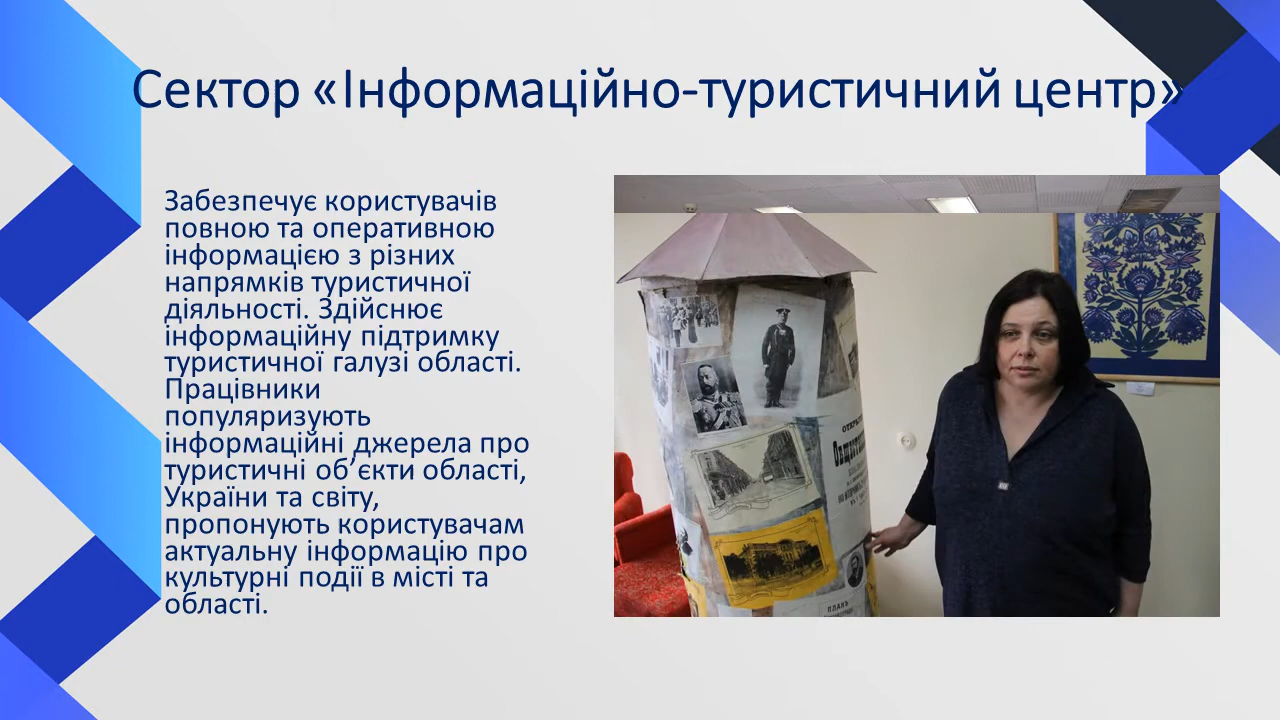 Сектор «Інформаційно-туристичний центр»
Забезпечує користувачів
повною та оперативною
інформацією з різних
напрямків туристичної
діяльності. Здійснює
інформаційну підтримку
туристичної галузі області.
Працівники
популяризують
інформаційні джерела про
туристичні об’єкти області,
України та світу,
пропонують користувачам
актуальну інформацію про
культурні події в місті та
області.
ПЛАНЪ